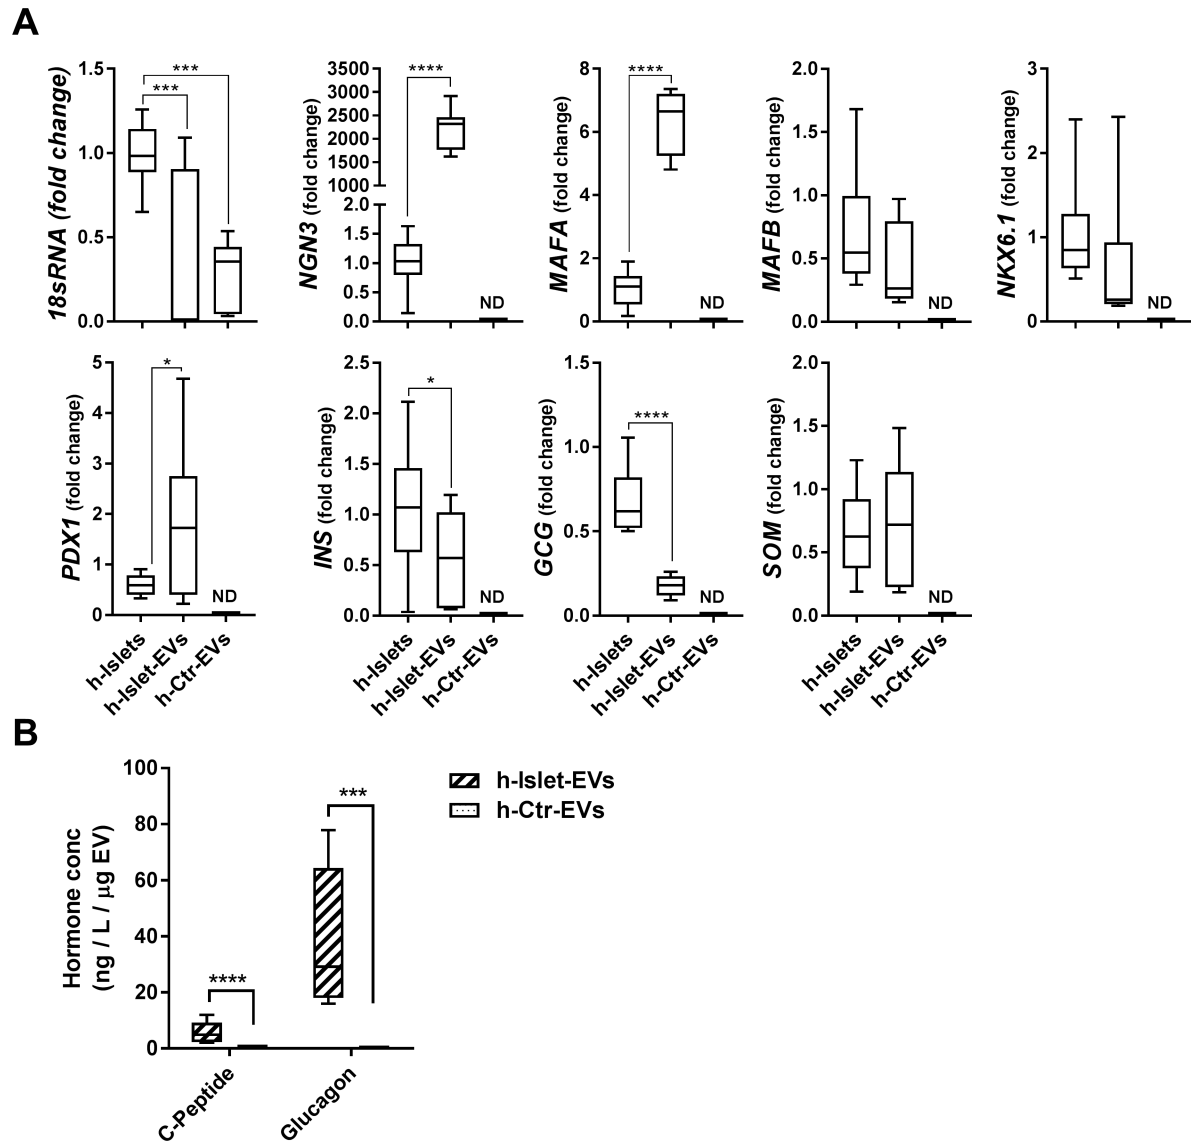 A
18sRNA (fold change)
1.5
1.0
0.5
0.0
***
***
NGN3 (fold change)
3500
3000
2500
2000
1500
1000
2.0
1.5
1.0
0.5
0.0
****
ND
MAFA (fold change)
8
6
4
2
0
****
ND
MAFB (fold change)
2.0
1.5
1.0
0.5
0.0
ND
NKX6.1 (fold change)
3
2
1
0
ND
PDX1 (fold change)
5
4
3
2
1
0
*
ND
h-Islets
h-Islet-EVs
h-Ctr-EVs
INS (fold change)
2.5
2.0
1.5
1.0
0.5
0.0
*
ND
h-Islets
h-Islet-EVs
h-Ctr-EVs
GCG (fold change)
1.5
1.0
0.5
0.0
****
ND
h-Islets
h-Islet-EVs
h-Ctr-EVs
SOM (fold change)
2.0
1.5
1.0
0.5
0.0
ND
h-Islets
h-Islet-EVs
h-Ctr-EVs
B
Hormone conc
(ng / L / μg EV)
100
80
60
40
20
0
****
***
C-Peptide
Glucagon
h-Islet-EVs
h-Ctr-EVs